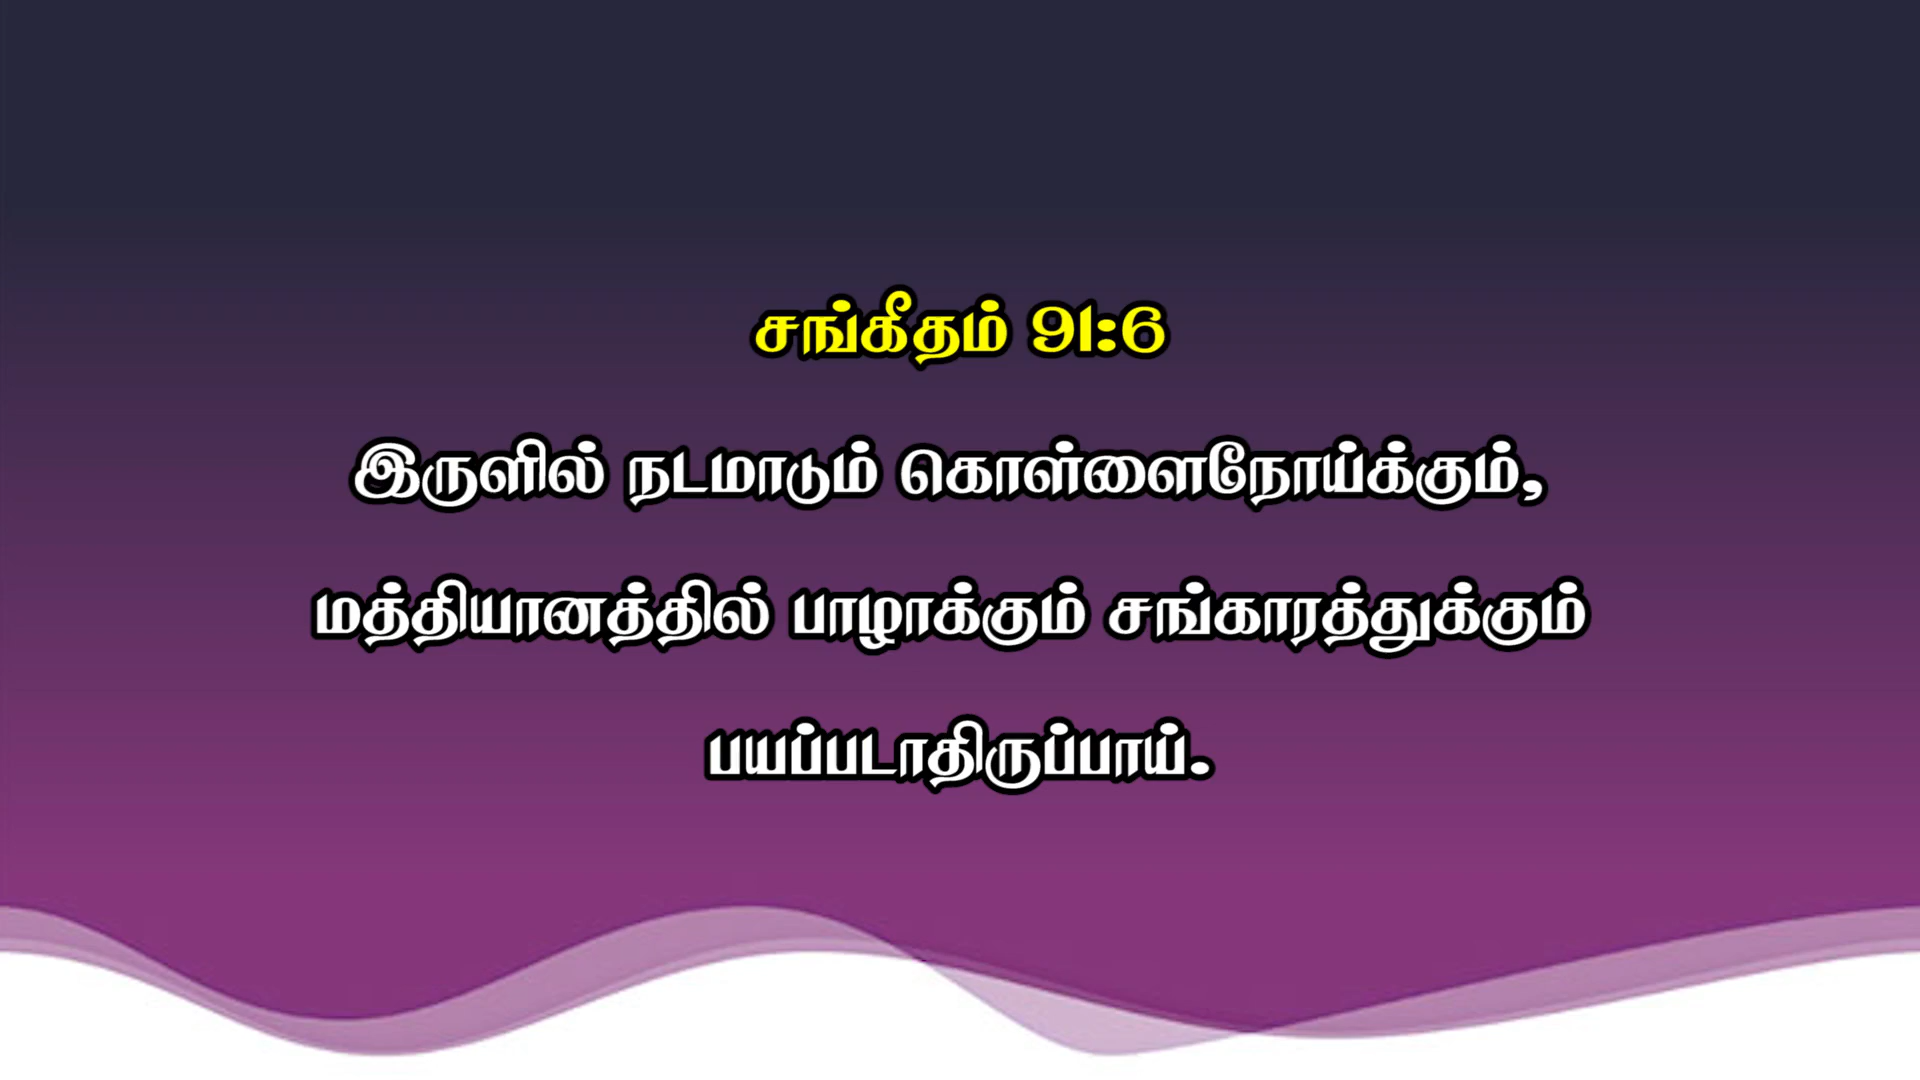 சங்கீதம் 91:6
இருளில் நடமாடும் கொள்ளைநோய்க்கும்,
மத்தியானத்தில் பாழாக்கும் சங்காரத்துக்கும்
பயப்படாதிருப்பாய்.